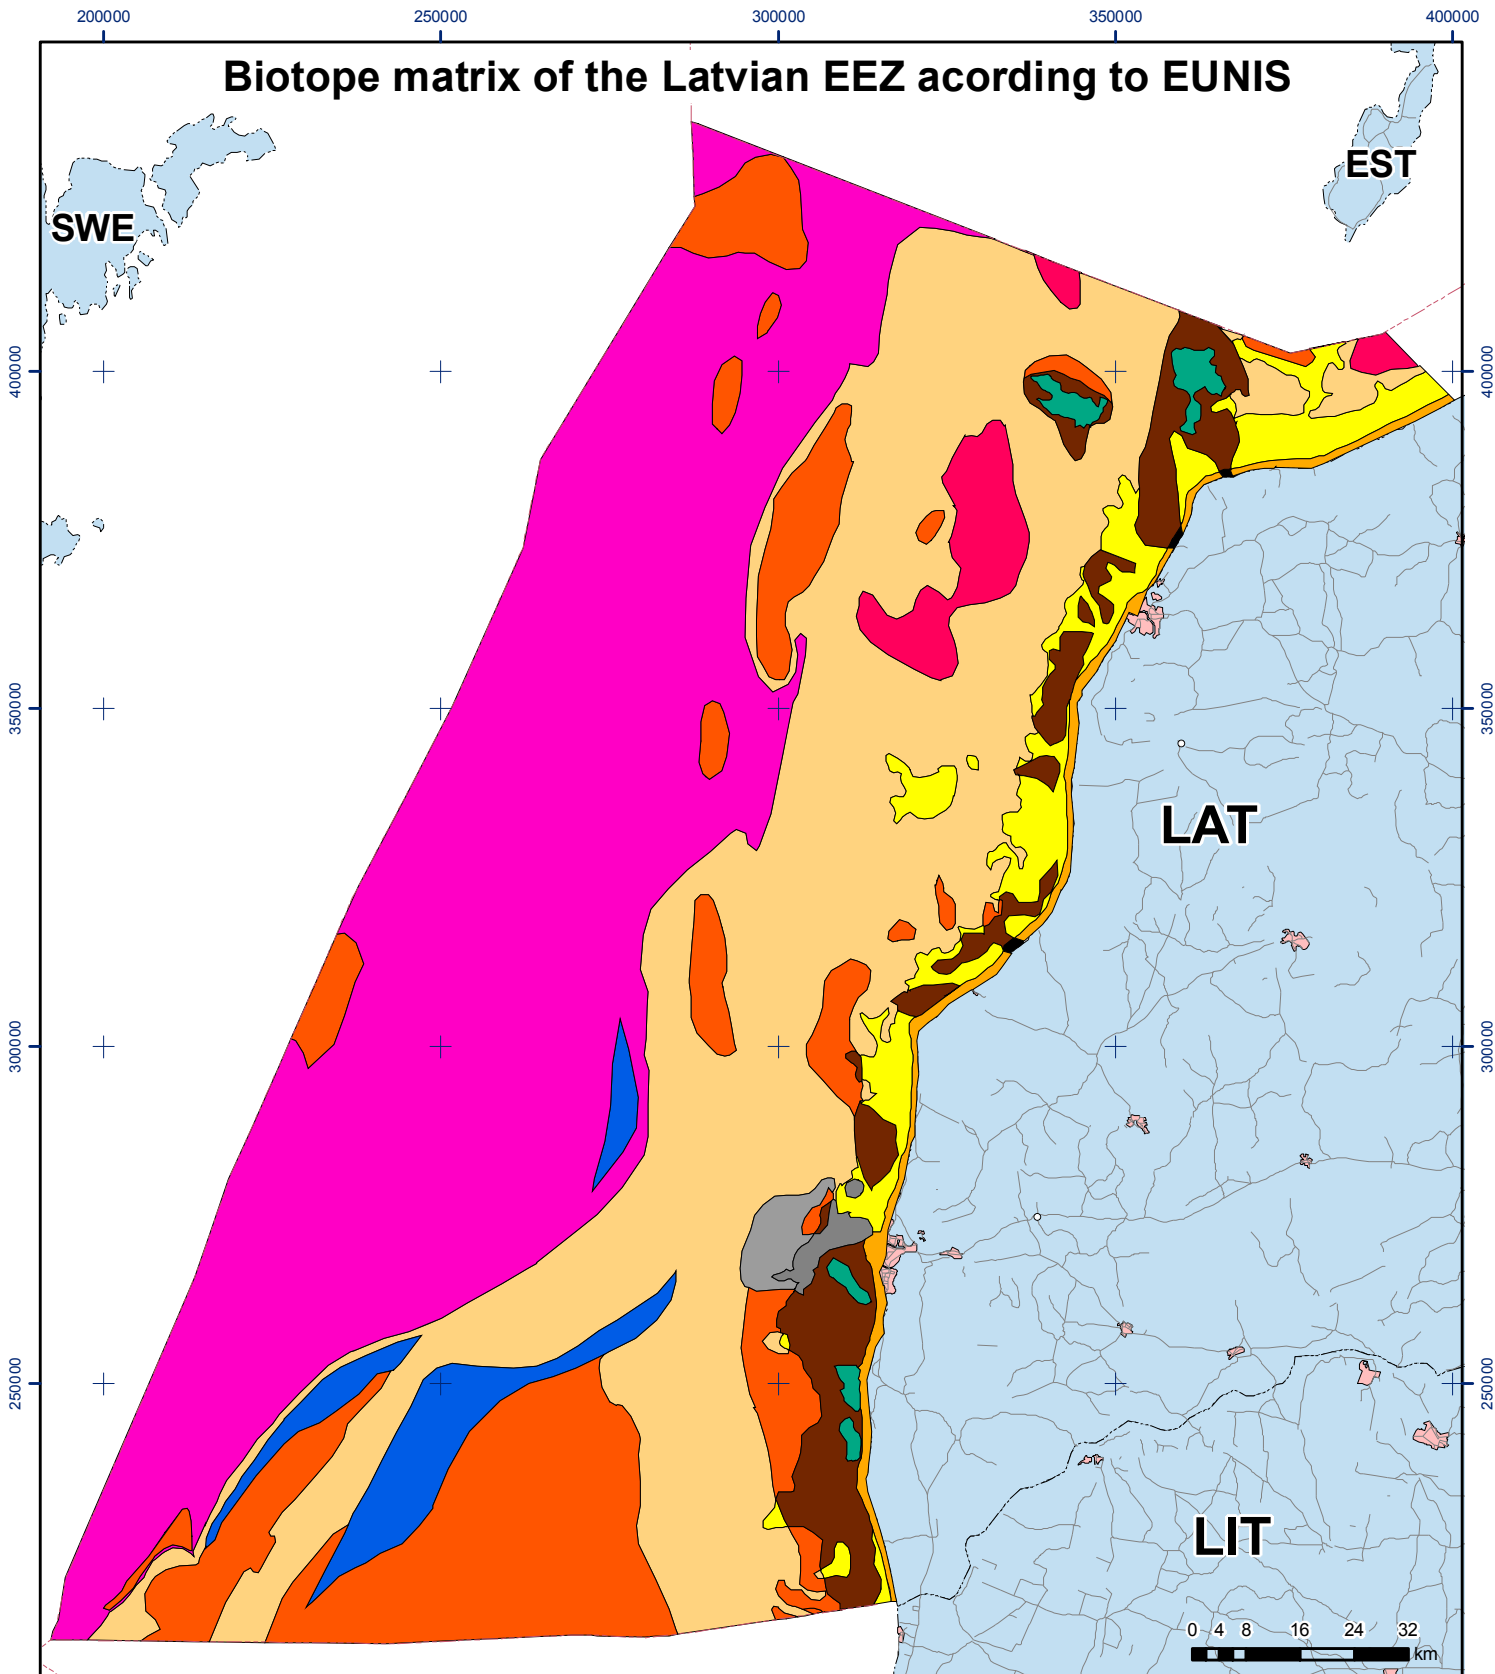 200000 250000 300000 350000 400000
Biotope matrix of the Latvian EEZ acording to EUNIS
EST
SWE
400000 400000
350000 350000
LAT
300000 300000
250000 250000
LIT
0 4 8 16 24 32
km